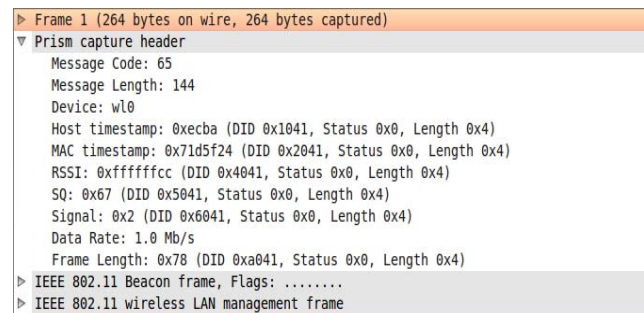 Frame 1 (264 bytes on wire, 264 bytes captured)
Prism capture header
Message Code: 65
Message Length: 144
Device: wl0
Host timestamp: 0xecba (DID 0x1041, Status 0x0, Length 0x4)
MAC timestamp: 0x71d5f24 (DID 0x2041, Status 0x0, Length 0x4)
RSSI: 0xffffffcc (DID 0x4041, Status 0x0, Length 0x4)
SQ: 0x67 (DID 0x5041, Status 0x0, Length 0x4)
Signal: 0x2 (DID 0x6041, Status 0x0, Length 0x4)
Data Rate: 1.0 Mb/s
Frame Length: 0x78 (DID 0xa041, Status 0x0, Length 0x4)
IEEE 802.11 Beacon frame, Flags: ........
IEEE 802.11 wireless LAN management frame